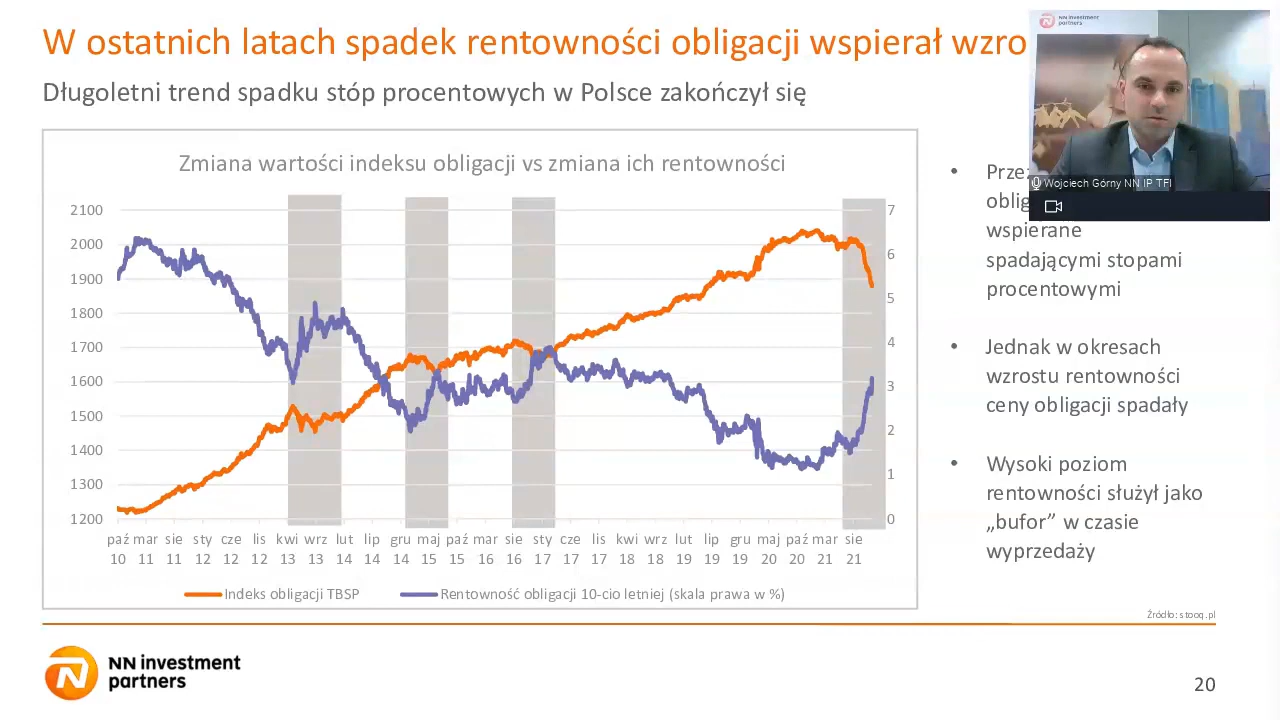 W ostatnich latach spadek rentowności obligacji wspierał wzro
Długoletni trend spadku stóp procentowych w Polsce zakończył się
NN investment
partners
Wojciech Górny NN IP TFI
Zmiana wartości indeksu obligacji vs zmiana ich rentowności
2100
2000
1900
1800
1700
1600
1500
1400
1300
1200
7
6
5
4
3
2
1
0
paź mar sie sty cze lis kwi wrz lut lip gru maj paź mar sie sty cze lis kwi wrz lut lip gru maj paź mar sie
10 11 11 12 12 12 13 13 14 14 14 15 15 16 16 17 17 17 18 18 19 19 19 20 20 21 21
Indeks obligacji TBSP
Rentowność obligacji 10-cio letniej (skala prawa w %)
wspierane
spadającymi stopami
procentowymi
• Jednak w okresach
wzrostu rentowności
ceny obligacji spadały
• Wysoki poziom
rentowności służył jako
„bufor” w czasie
wyprzedaży
Źródło: stooq.pl
NN investment
partners
20